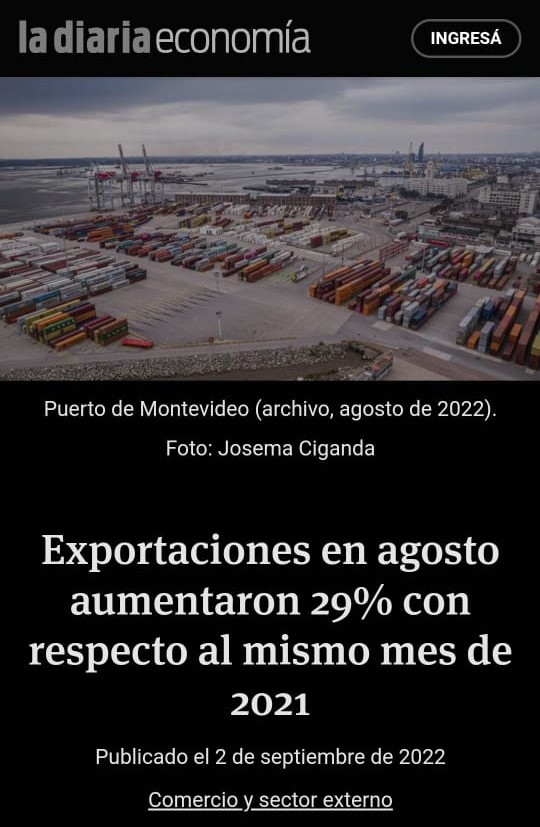 la diaria economía
INGRESÁ
Puerto de Montevideo (archivo, agosto de 2022).
Foto: Josema Ciganda
Exportaciones en agosto
aumentaron 29% con
respecto al mismo mes de
2021
Publicado el 2 de septiembre de 2022
Comercio y sector externo